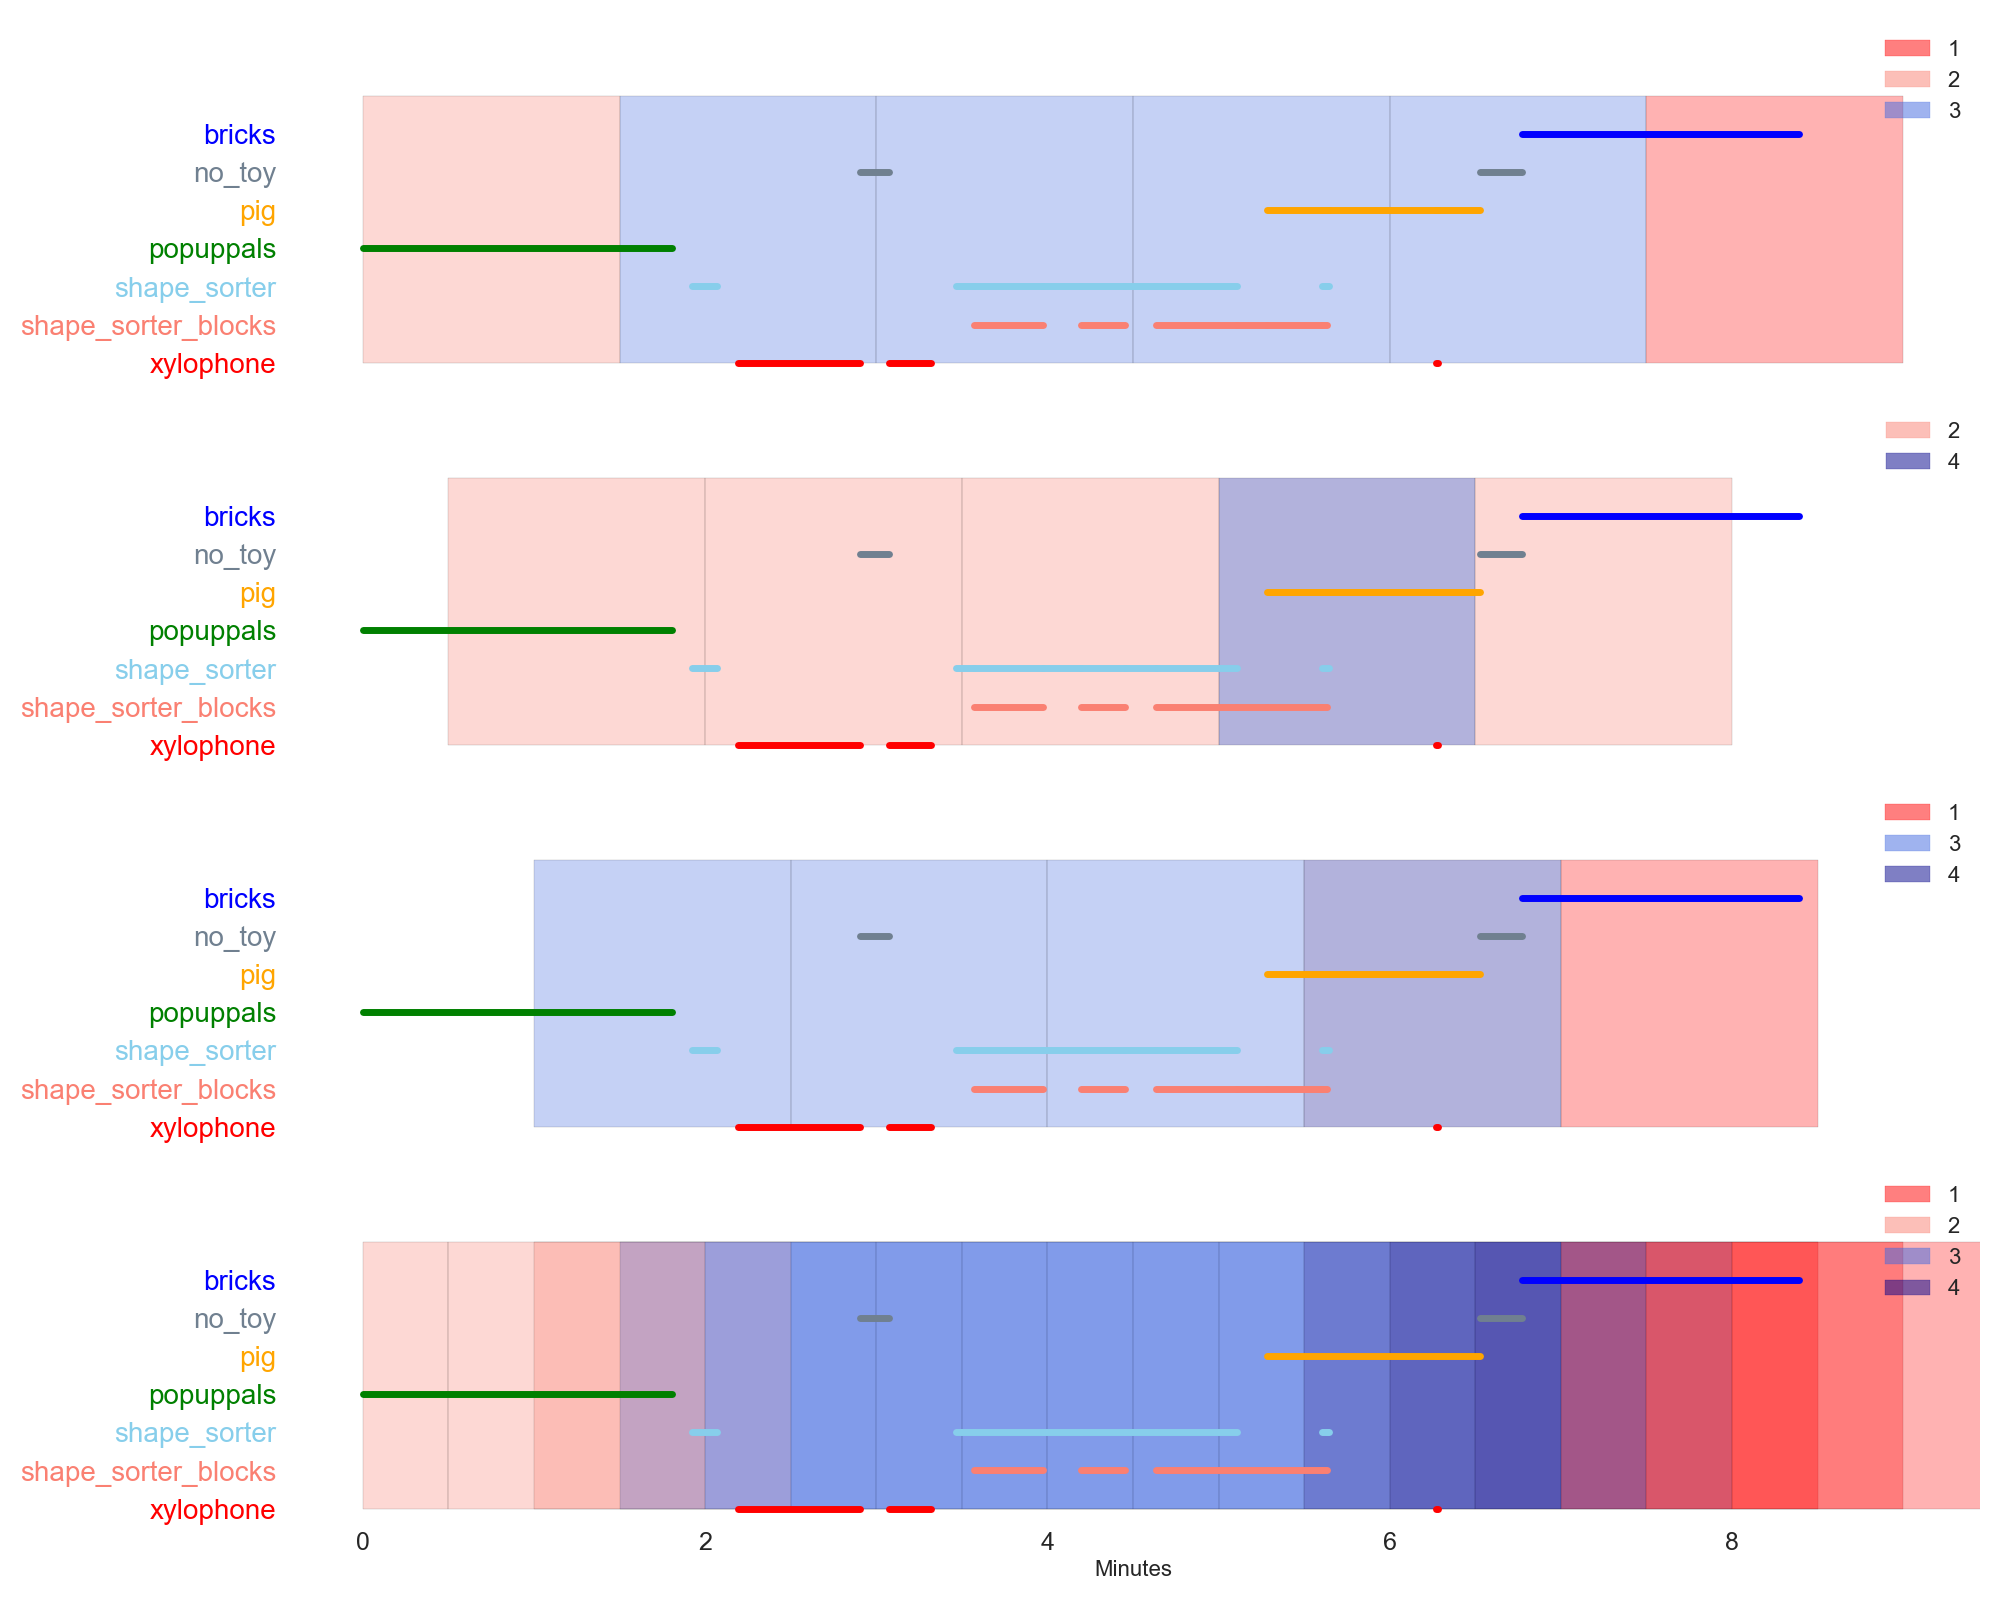 1
2
3
bricks
no_toy
pig
popuppals
shape_sorter
shape_sorter_blocks
xylophone
2
4
bricks
no_toy
pig
popuppals
shape_sorter
shape_sorter_blocks
xylophone
1
3
4
bricks
no_toy
pig
popuppals
shape_sorter
shape_sorter_blocks
xylophone
1
2
3
4
bricks
no_toy
pig
popuppals
shape_sorter
shape_sorter_blocks
xylophone
0 2 4 6 8
Minutes